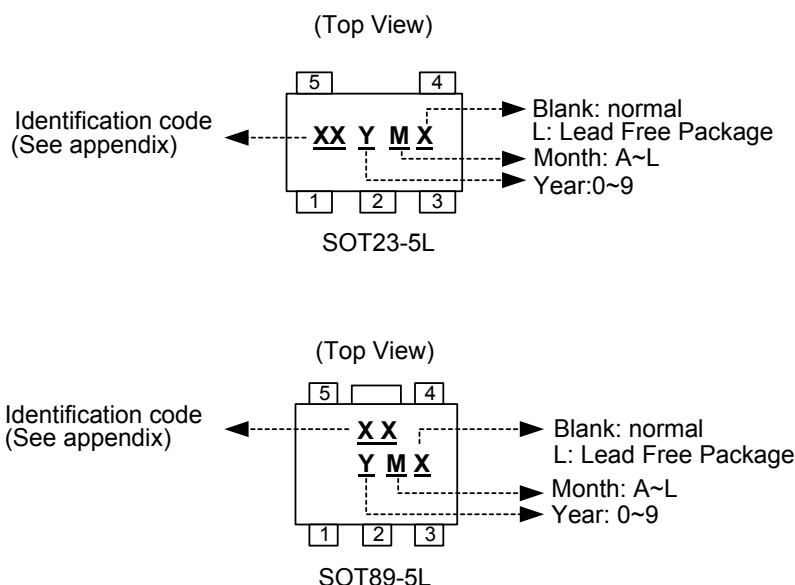 (Top View)
5 4
Identification code
(See appendix)
XX Y M X
Blank: normal
L: Lead Free Package
Month: A~L
Year:0~9
1 2 3
SOT23-5L
(Top View)
5 4
Identification code
(See appendix)
X X
Y M X
Blank: normal
L: Lead Free Package
Month: A~L
Year: 0~9
1 2 3
SOT89-5L